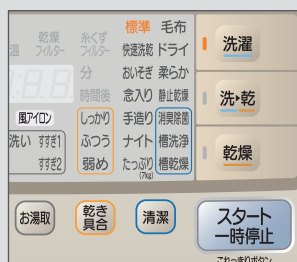 標準 毛布
温 乾燥フィルター 糸くずフィルター 快速洗乾 ドライ
分 おいそぎ 柔らか
時間後 念入り 静止乾燥
風アイロン しっかり 手造り 消臭除菌
洗い すすぎ1 ふつう ナイト 槽洗浄
すすぎ2 弱め たっぷり(7kg) 槽乾燥
洗濯
洗▸乾
乾燥
お湯取 乾き具合 清潔 スタート
一時停止
これっきりボタン